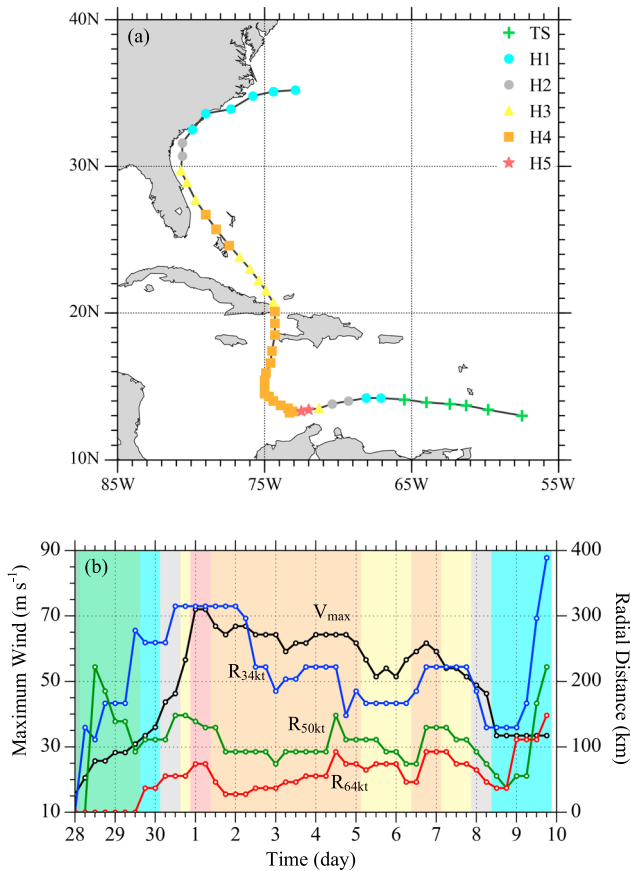 (a)
TS
H1
H2
H3
H4
H5
40N
30N
20N
10N
85W 75W 65W 55W
(b)
90
70
50
30
10
Maximum Wind (m s⁻¹)
400
300
200
100
0
Radial Distance (km)
Vmax
R34kt
R50kt
R64kt
28 29 30 1 2 3 4 5 6 7 8 9 10
Time (day)